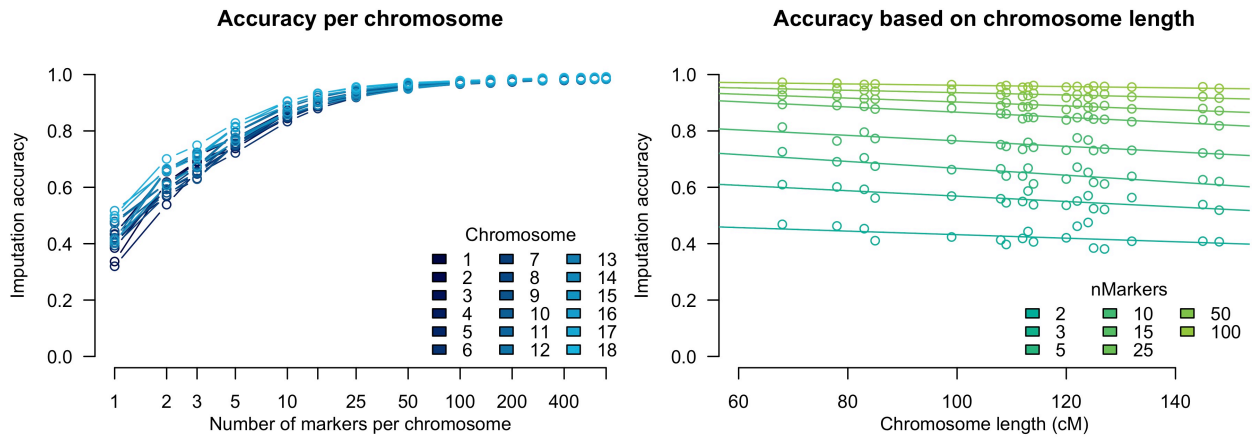 Accuracy per chromosome
Imputation accuracy
1.0
0.8
0.6
0.4
0.2
0.0
Chromosome
1 7 13
2 8 14
3 9 15
4 10 16
5 11 17
6 12 18
1 2 3 5 10 25 50 100 200 400
Number of markers per chromosome
Accuracy based on chromosome length
Imputation accuracy
1.0
0.8
0.6
0.4
0.2
0.0
nMarkers
2 10 50
3 15 100
5 25
60 80 100 120 140
Chromosome length (cM)